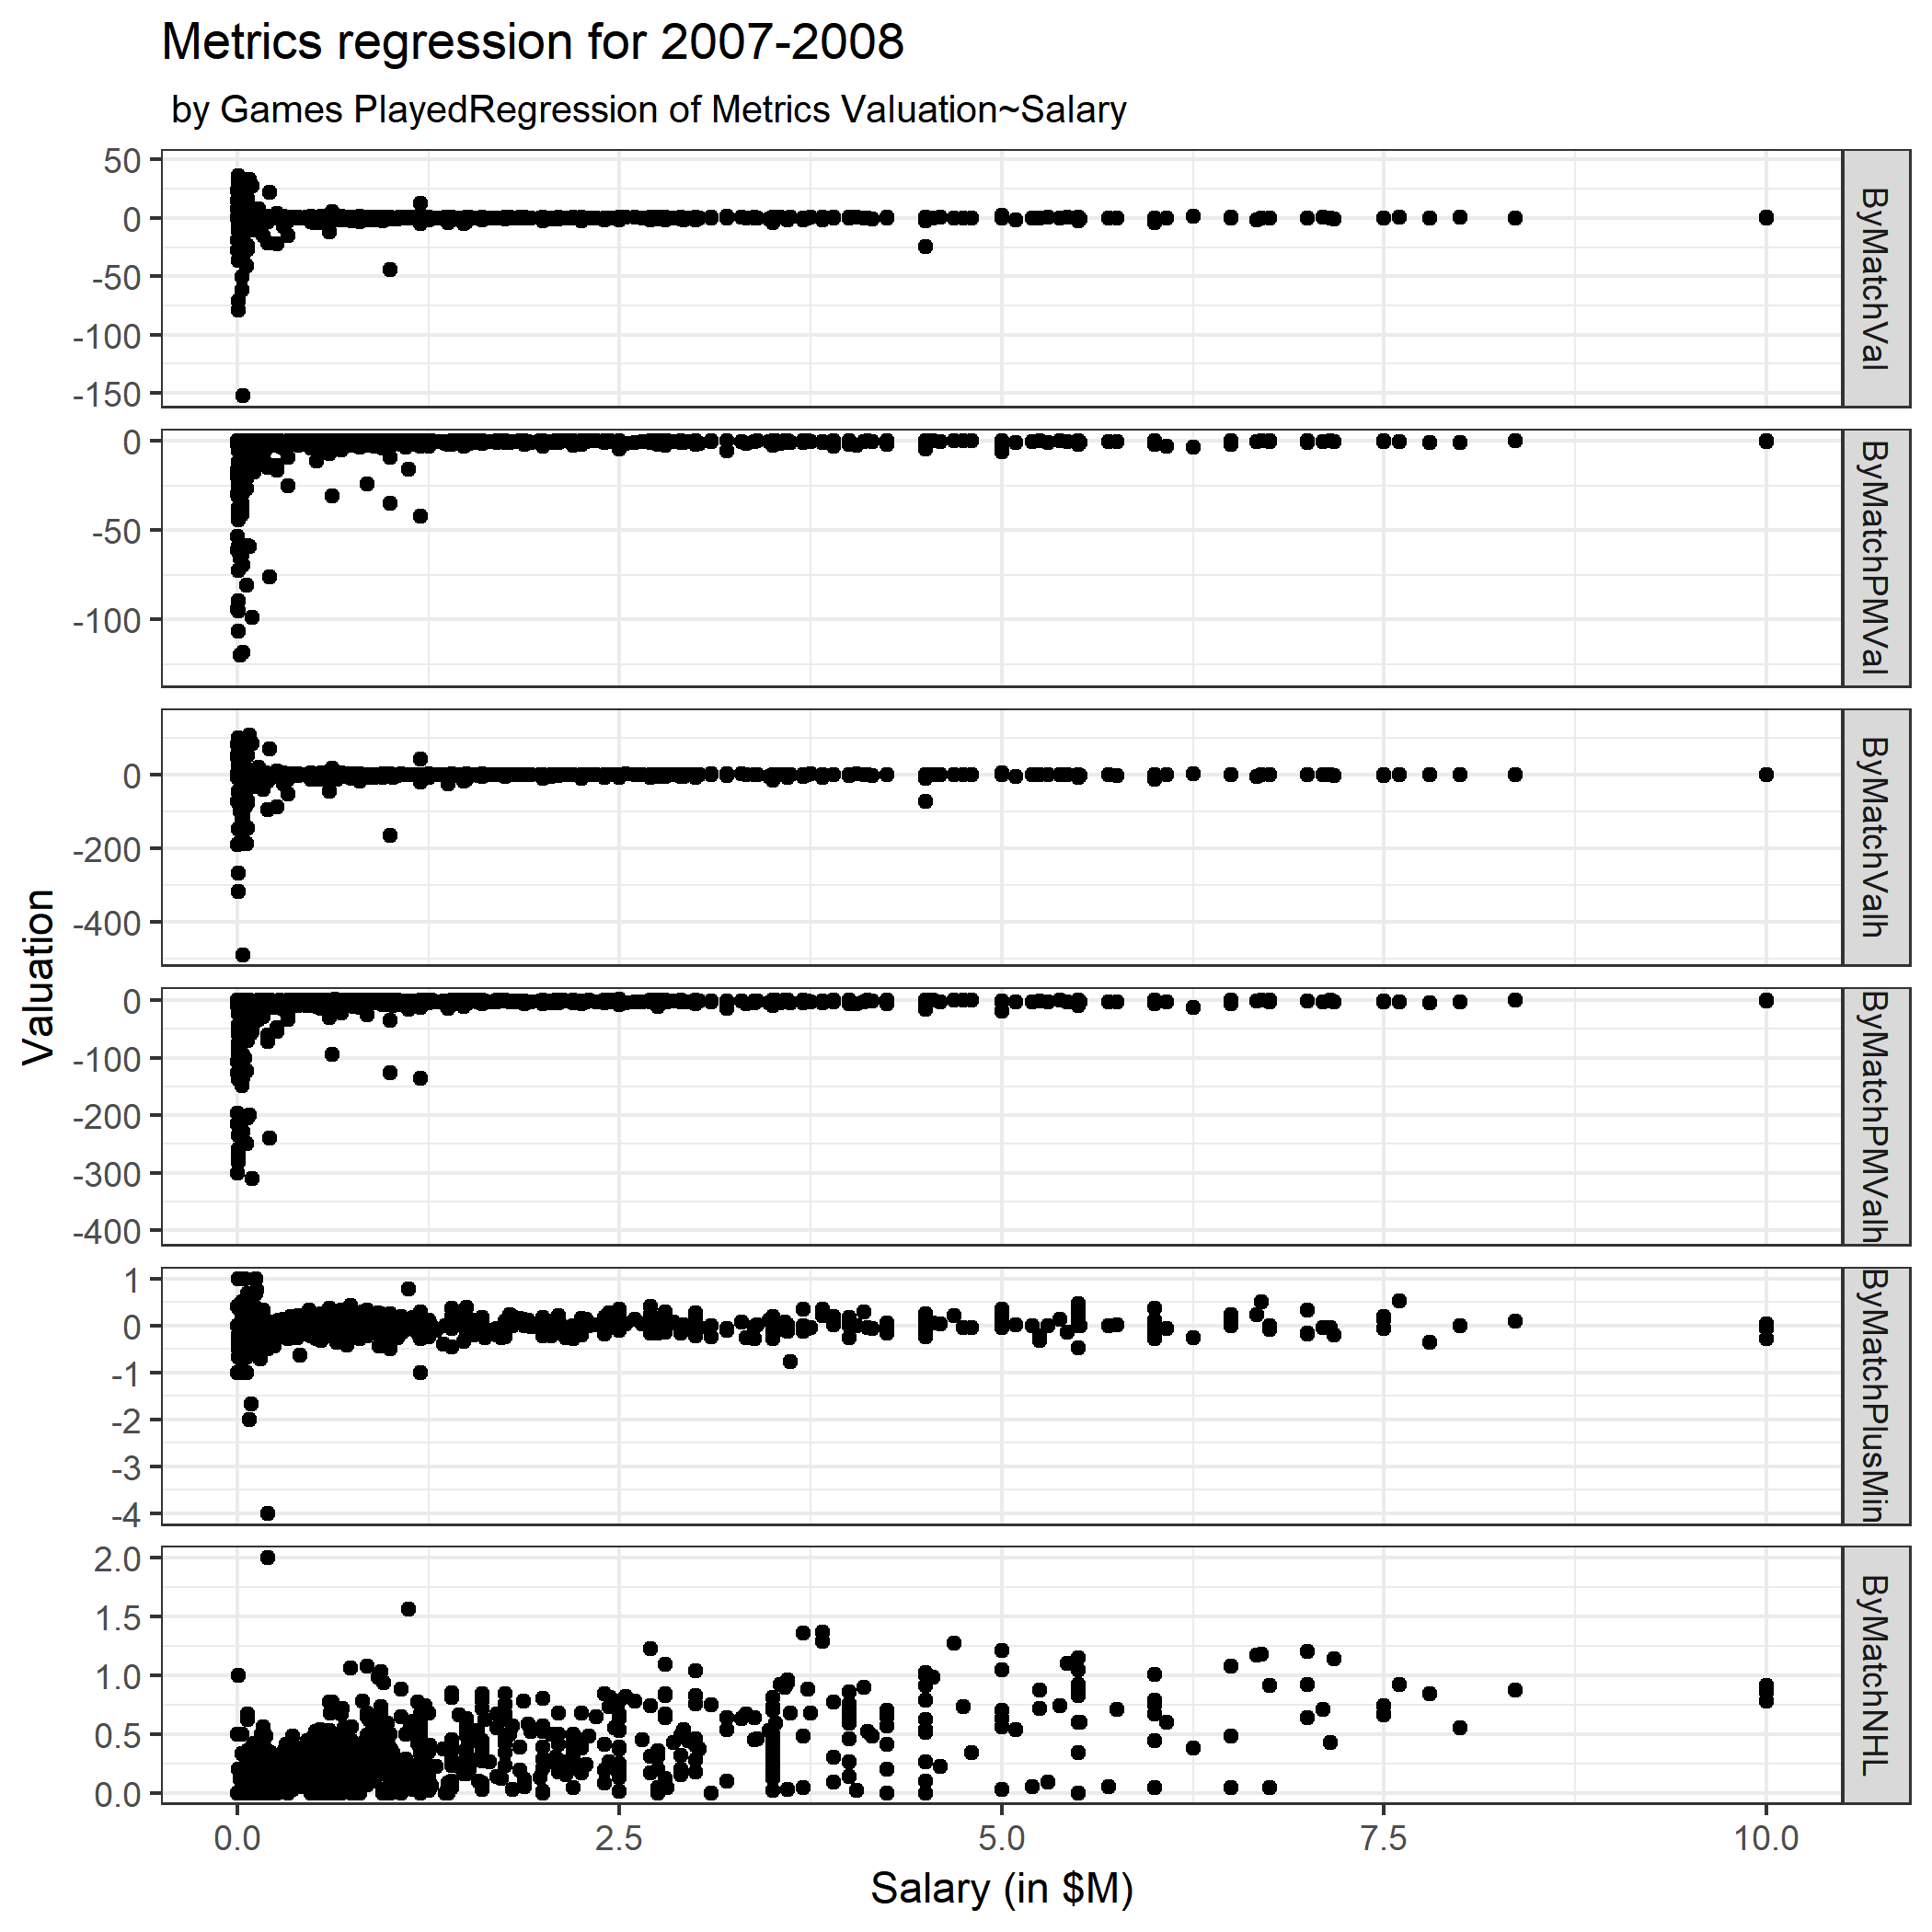 Metrics regression for 2007-2008
by Games PlayedRegression of Metrics Valuation~Salary
50
0
-50
-100
-150
ByMatchVal
0
-50
-100
ByMatchPMVal
0
-200
-400
ByMatchValh
0
-100
-200
-300
-400
ByMatchPMValh
1
0
-1
-2
-3
-4
ByMatchPlusMin
2.0
1.5
1.0
0.5
0.0
ByMatchNHL
Valuation
0.0 2.5 5.0 7.5 10.0
Salary (in $M)